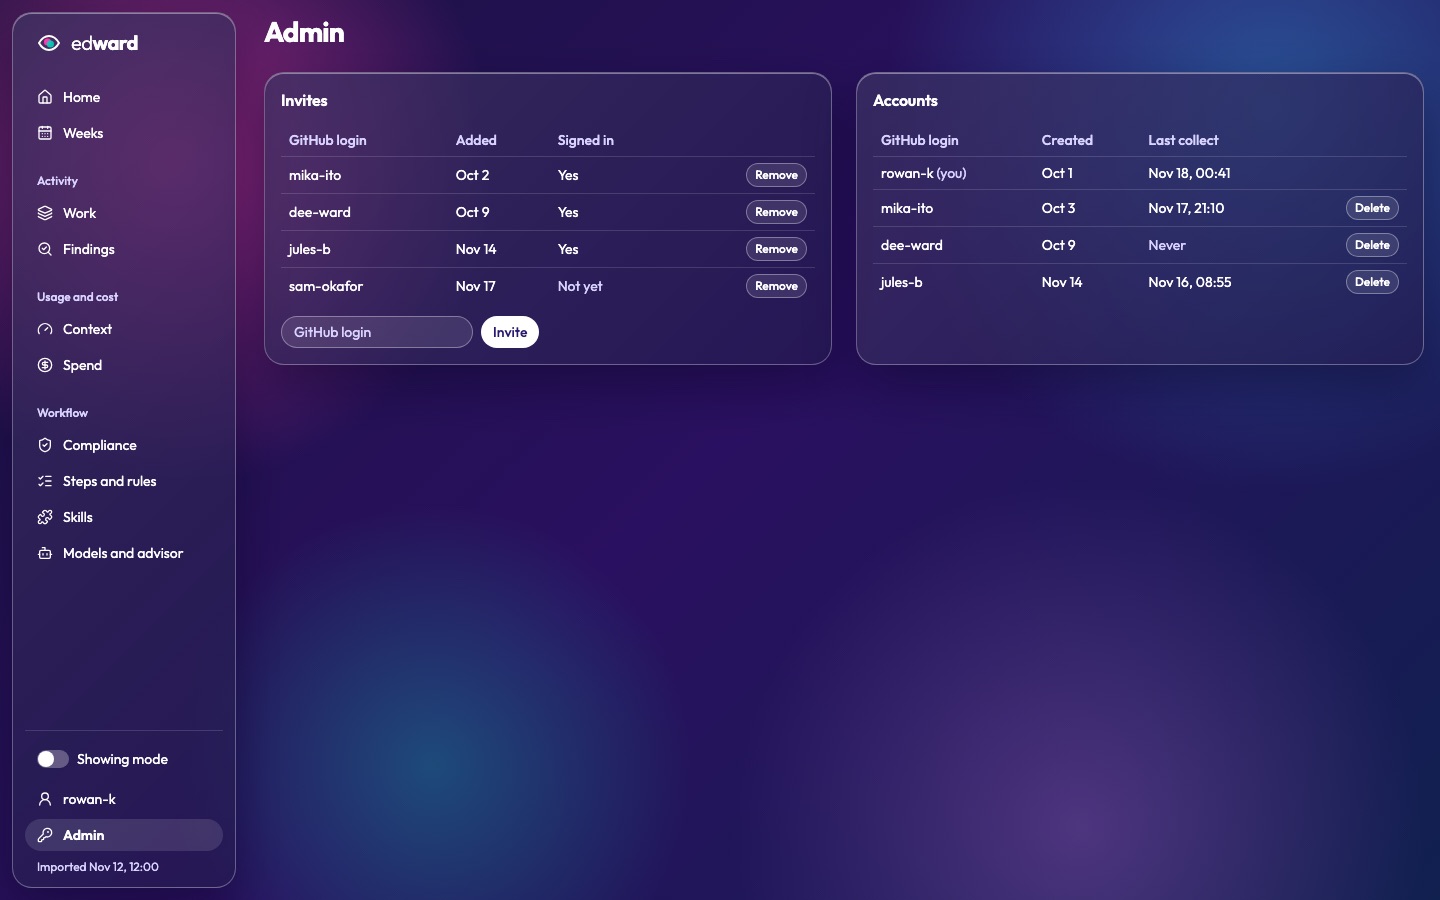 edward
Home
Weeks
Activity
Work
Findings
Usage and cost
Context
Spend
Workflow
Compliance
Steps and rules
Skills
Models and advisor
Showing mode
rowan-k
Admin
Imported Nov 12, 12:00
Admin
Invites
GitHub login Added Signed in
mika-ito Oct 2 Yes Remove
dee-ward Oct 9 Yes Remove
jules-b Nov 14 Yes Remove
sam-okafor Nov 17 Not yet Remove
GitHub login Invite
Accounts
GitHub login Created Last collect
rowan-k (you) Oct 1 Nov 18, 00:41
mika-ito Oct 3 Nov 17, 21:10 Delete
dee-ward Oct 9 Never Delete
jules-b Nov 14 Nov 16, 08:55 Delete